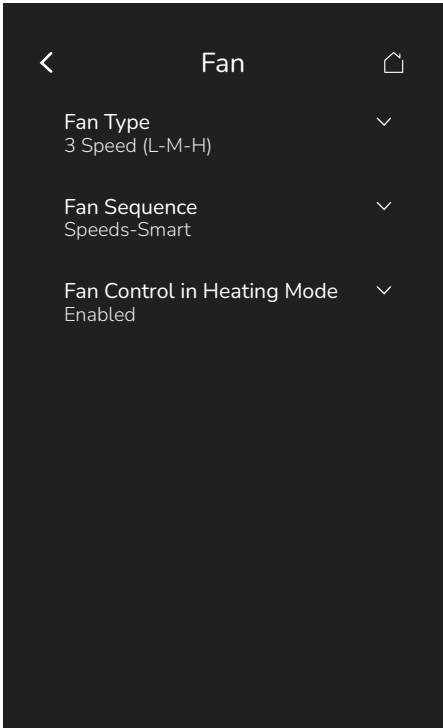 Fan
Fan Type
3 Speed (L-M-H)
Fan Sequence
Speeds-Smart
Fan Control in Heating Mode
Enabled